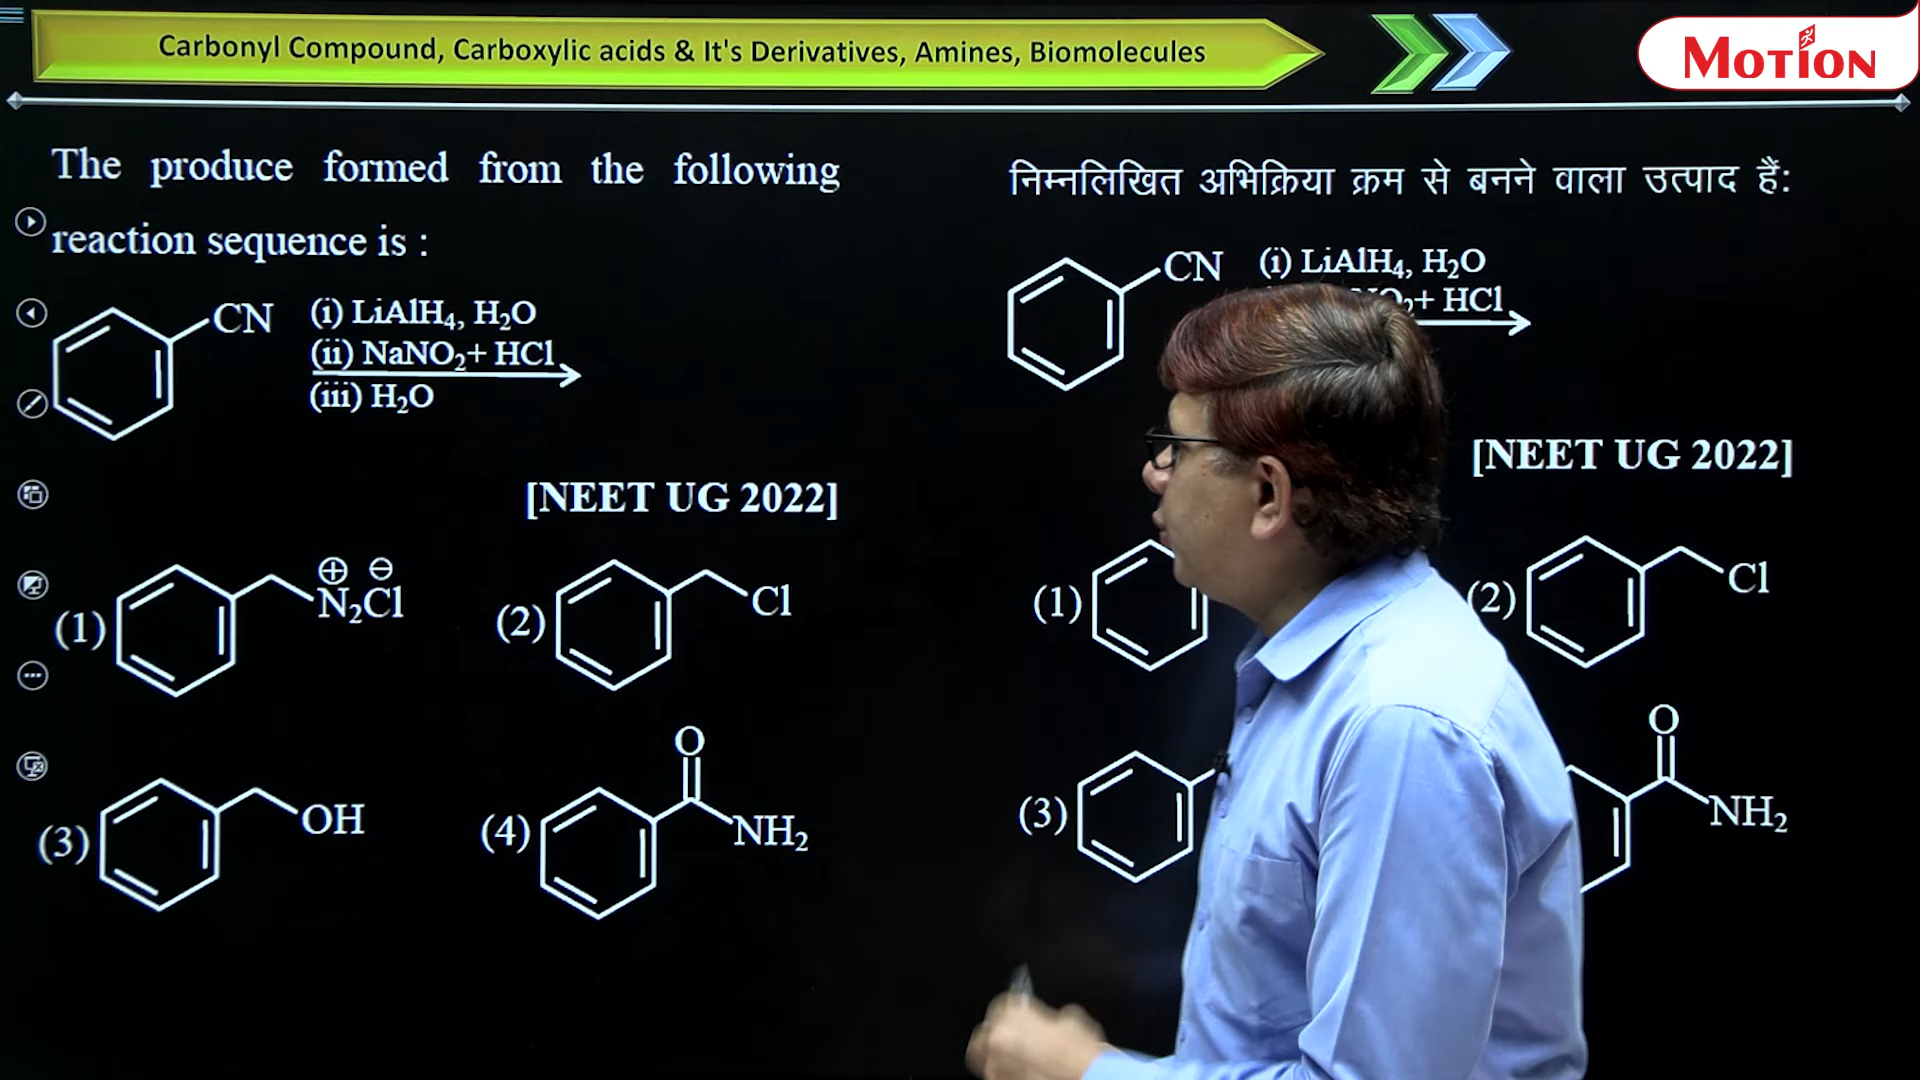 Carbonyl Compound, Carboxylic acids & It's Derivatives, Amines, Biomolecules
MOTION
The produce formed from the following
reaction sequence is :
CN
(i) LiAlH₄, H₂O
(ii) NaNO₂+ HCl
(iii) H₂O
[NEET UG 2022]
(1) N₂Cl ⊕ ⊖
(2) Cl
(3) OH
(4) O NH₂
निम्नलिखित अभिक्रिया क्रम से बनने वाला उत्पाद हैं:
CN
(i) LiAlH₄, H₂O
+ HCl
[NEET UG 2022]
(1)
(2) Cl
(3)
O NH₂